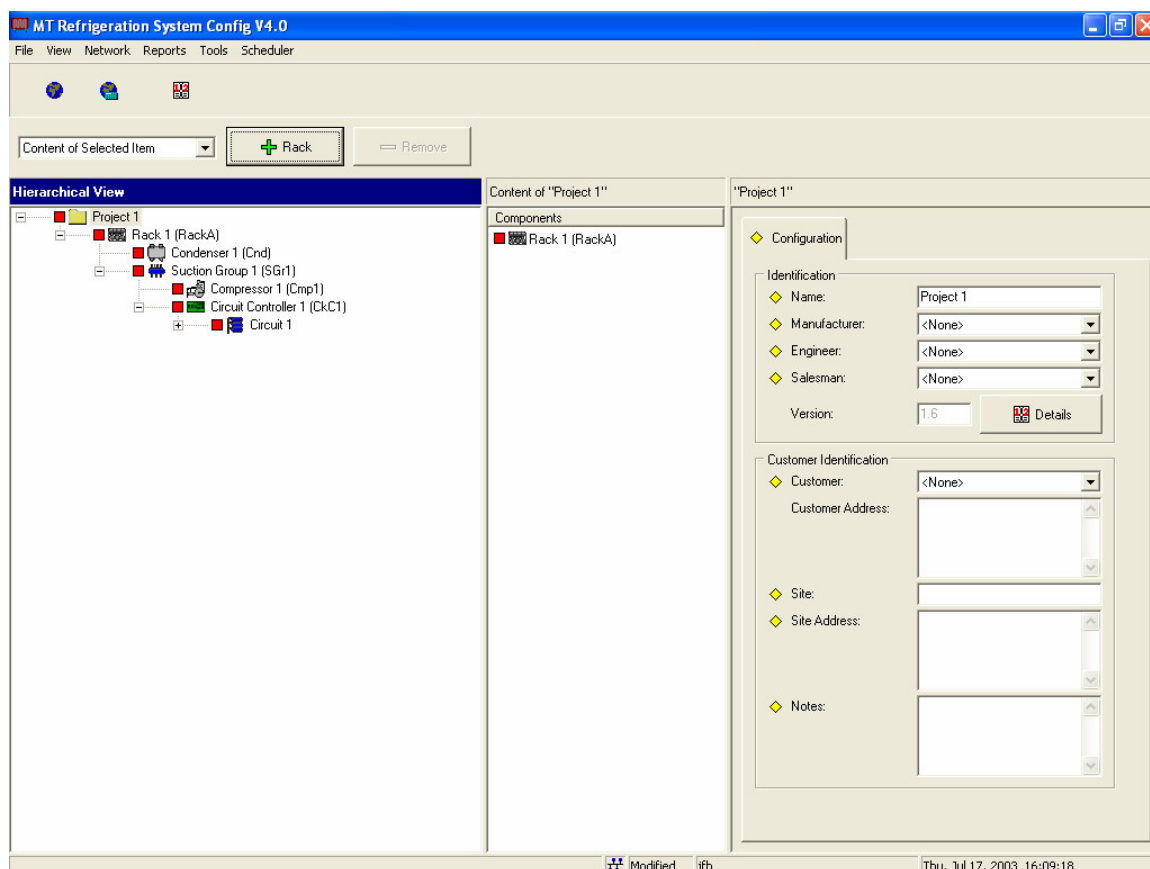 MT Refrigeration System Config V4.0
File View Network Reports Tools Scheduler
Content of Selected Item
Rack
Remove
Hierarchical View
Project 1
Rack 1 (RackA)
Condenser 1 (Cnd)
Suction Group 1 (SGr1)
Compressor 1 (Cmp1)
Circuit Controller 1 (CkC1)
Circuit 1
Content of "Project 1"
Components
Rack 1 (RackA)
"Project 1"
Configuration
Identification
Name: Project 1
Manufacturer: <None>
Engineer: <None>
Salesman: <None>
Version: 1.6 Details
Customer Identification
Customer: <None>
Customer Address:
Site:
Site Address:
Notes:
Modified ifb Thu, Jul 17, 2003, 16:09:18